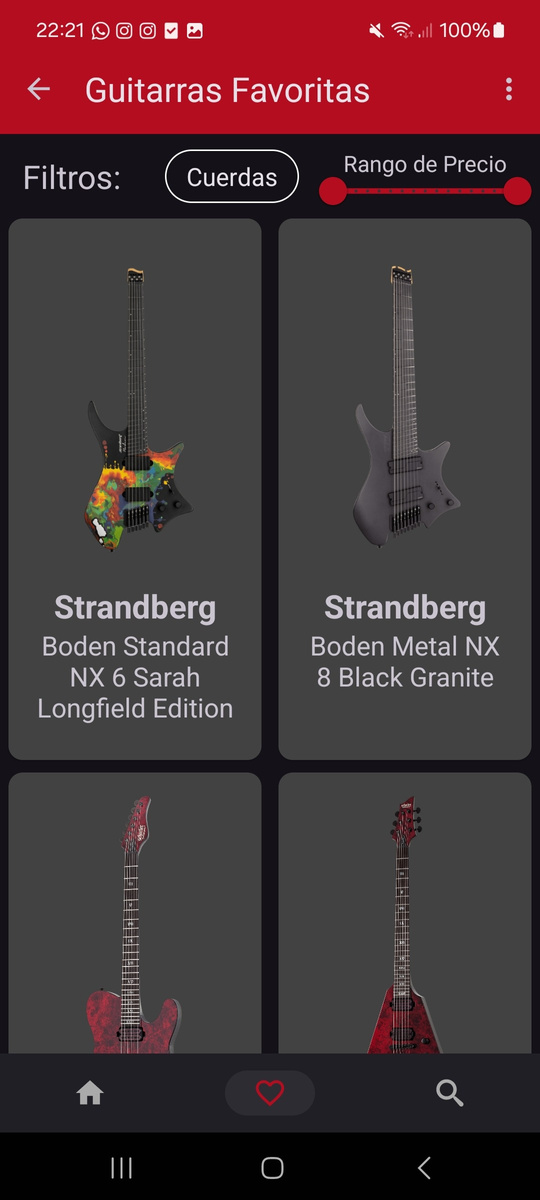 22:21 100%
Guitarras Favoritas
Filtros: Cuerdas Rango de Precio
Strandberg
Boden Standard
NX 6 Sarah
Longfield Edition
Strandberg
Boden Metal NX
8 Black Granite